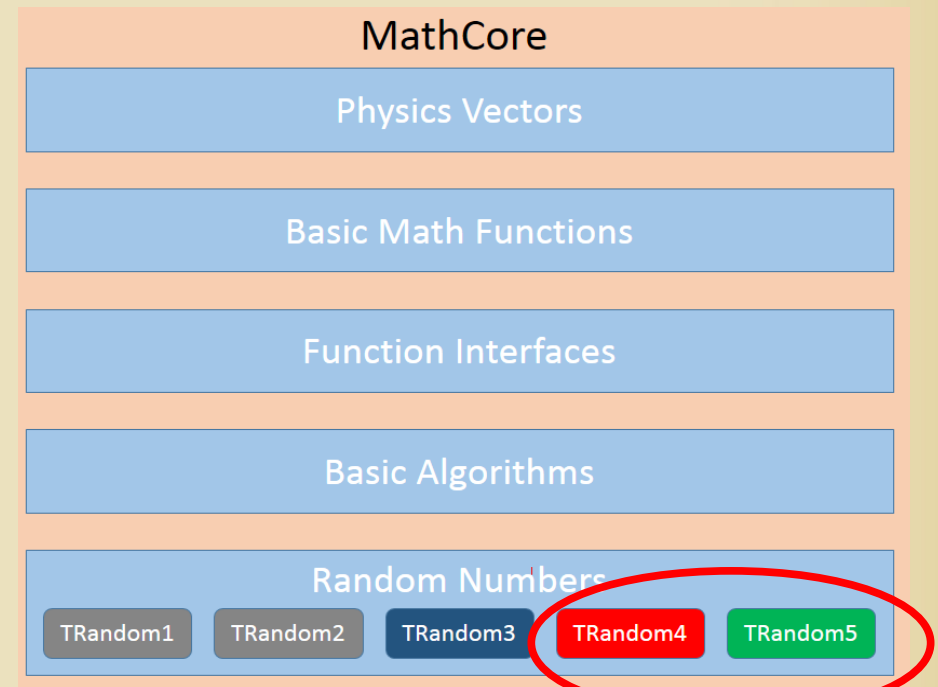 MathCore
Physics Vectors
Basic Math Functions
Function Interfaces
Basic Algorithms
Random Numbers
TRandom1 TRandom2 TRandom3 TRandom4 TRandom5